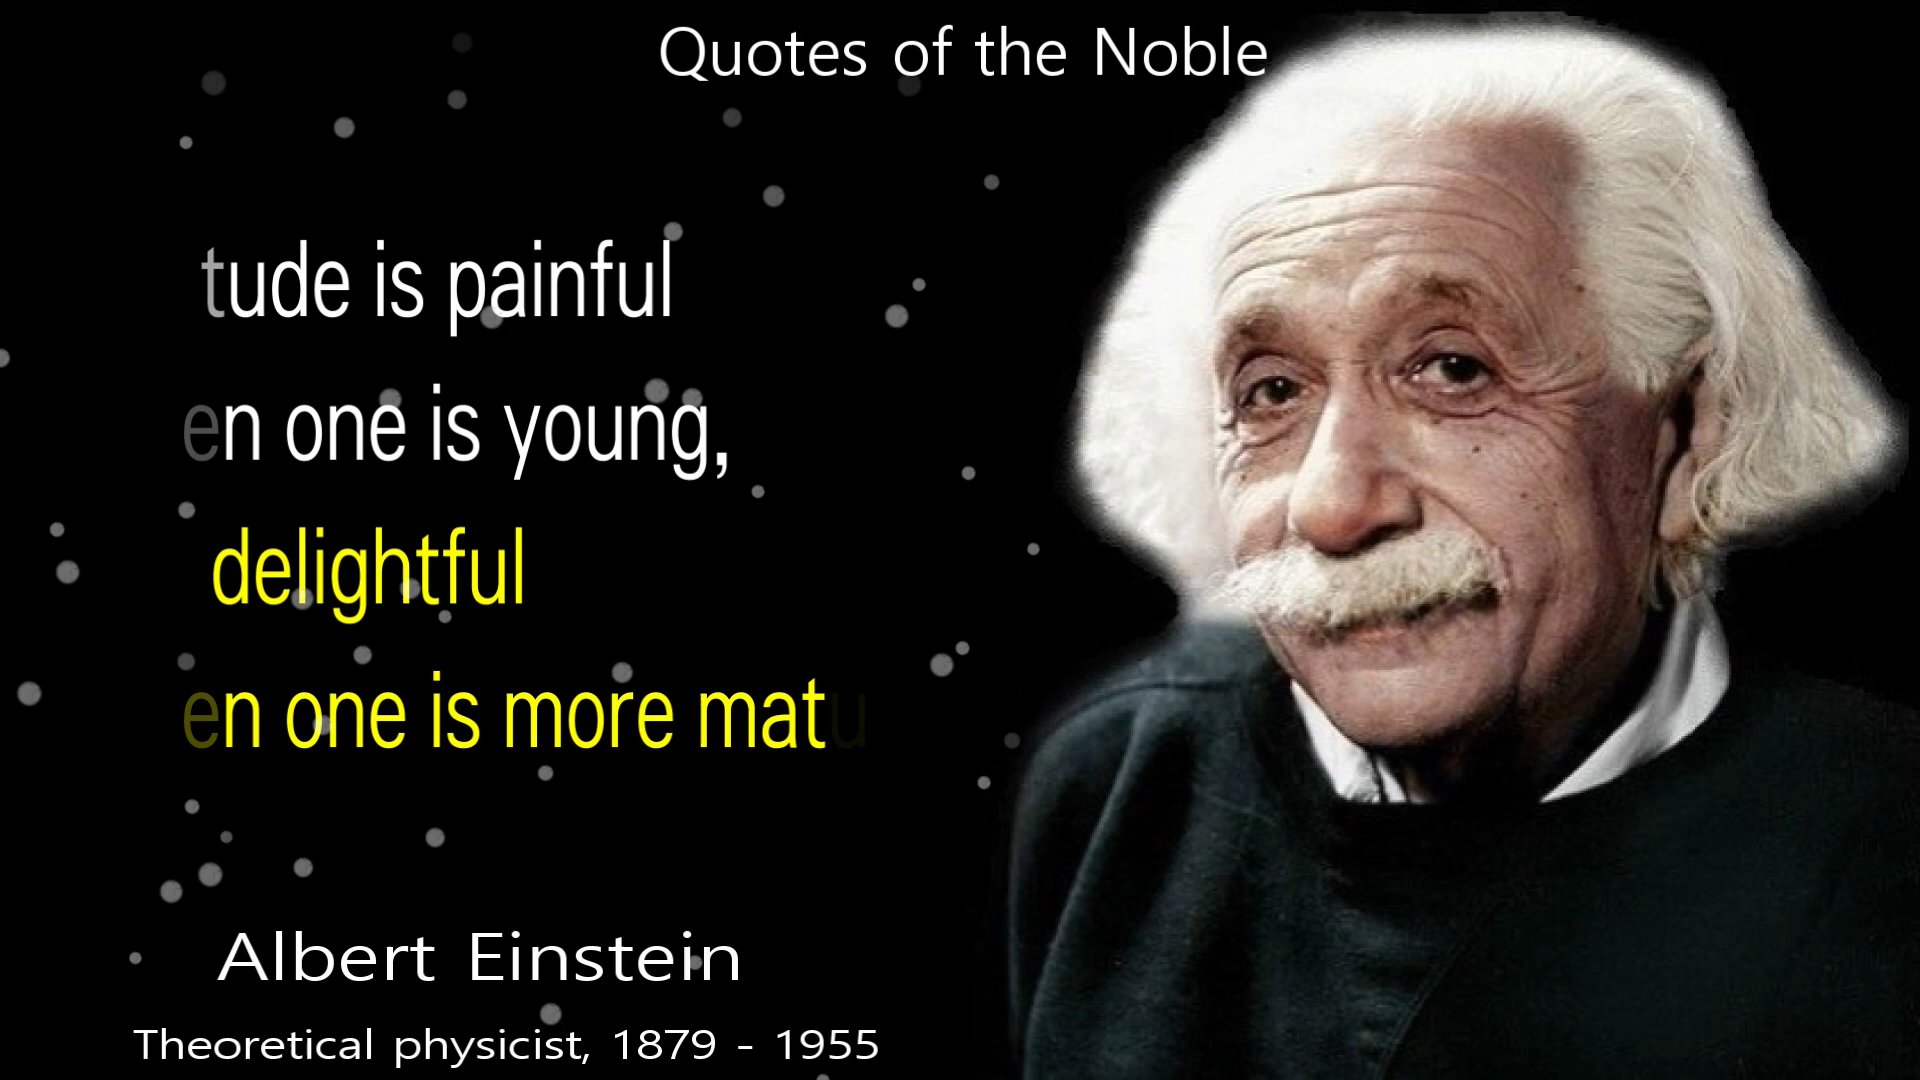 Quotes of the Noble
tude is painful
en one is young,
delightful
en one is more matu
Albert Einstein
Theoretical physicist, 1879 - 1955